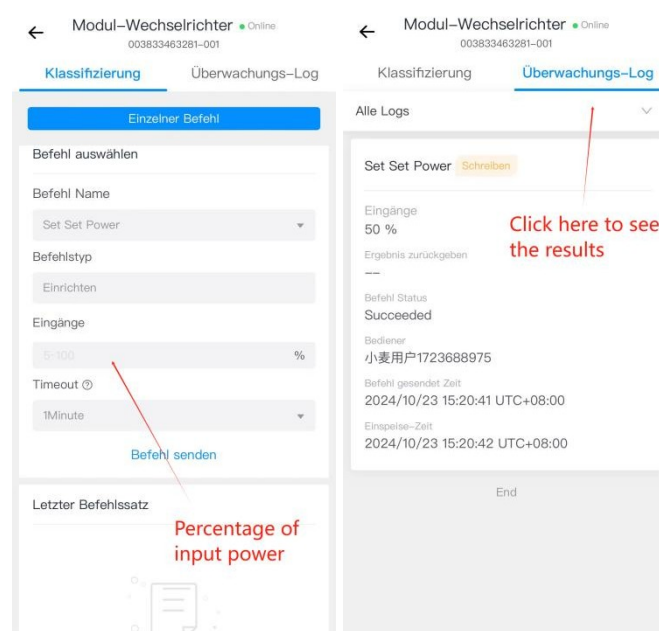 Modul-Wechselrichter Online
003833463281-001
Klassifizierung Überwachungs-Log
Einzelner Befehl
Befehl auswählen
Befehl Name
Set Set Power
Befehlstyp
Einrichten
Eingänge
5-100 %
Timeout ?
1Minute
Befehl senden
Letzter Befehlssatz
Percentage of
input power
Modul-Wechselrichter Online
003833463281-001
Klassifizierung Überwachungs-Log
Alle Logs
Set Set Power Schreiben
Eingänge
50 %
Click here to see
the results
Ergebnis zurückgeben
--
Befehl Status
Succeeded
Bediener
小麦用户1723688975
Befehl gesendet Zeit
2024/10/23 15:20:41 UTC+08:00
Einspeise-Zeit
2024/10/23 15:20:42 UTC+08:00
End